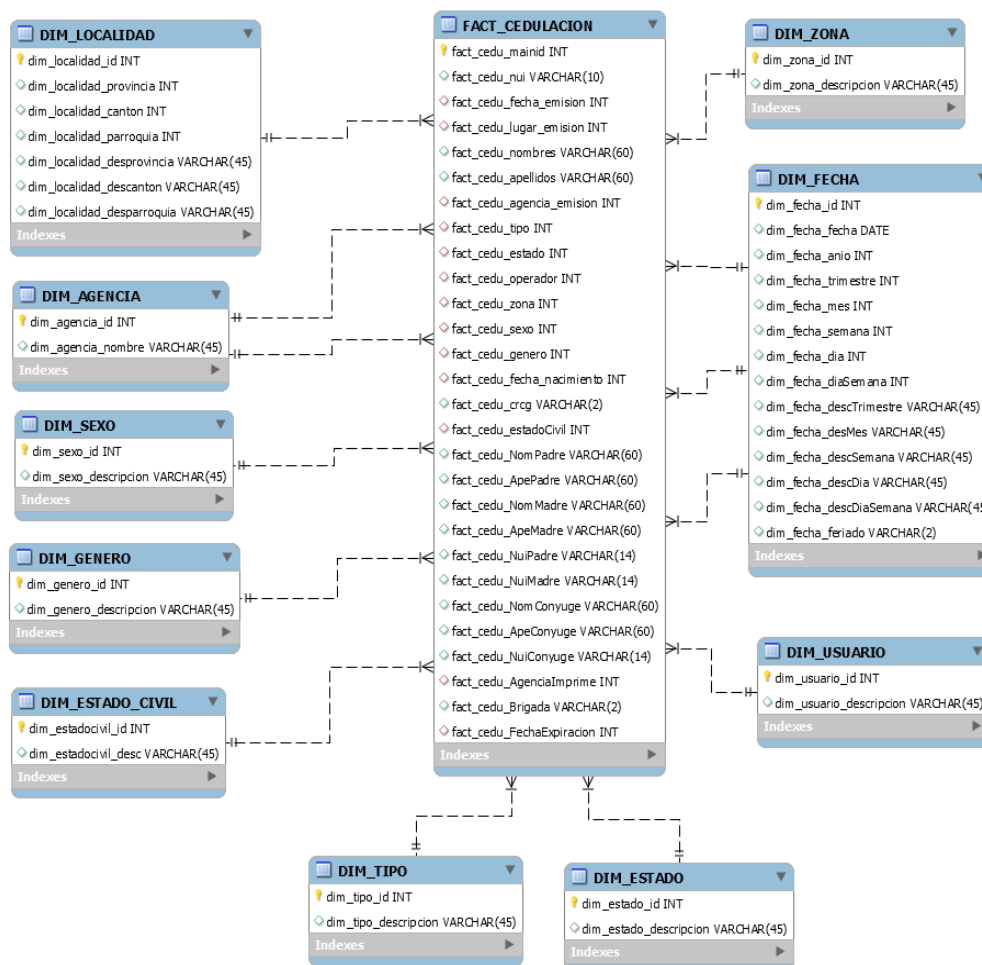 DIM_LOCALIDAD
dim_localidad_id INT
dim_localidad_provincia INT
dim_localidad_canton INT
dim_localidad_parroquia INT
dim_localidad_desprovincia VARCHAR(45)
dim_localidad_descanton VARCHAR(45)
dim_localidad_desparroquia VARCHAR(45)
Indexes
DIM_AGENCIA
dim_agencia_id INT
dim_agencia_nombre VARCHAR(45)
Indexes
DIM_SEXO
dim_sexo_id INT
dim_sexo_descripcion VARCHAR(45)
Indexes
DIM_GENERO
dim_genero_id INT
dim_genero_descripcion VARCHAR(45)
Indexes
DIM_ESTADO_CIVIL
dim_estadocivil_id INT
dim_estadocivil_desc VARCHAR(45)
Indexes
FACT_CEDULACION
fact_cedu_mainid INT
fact_cedu_nui VARCHAR(10)
fact_cedu_fecha_emision INT
fact_cedu_lugar_emision INT
fact_cedu_nombres VARCHAR(60)
fact_cedu_apellidos VARCHAR(60)
fact_cedu_agencia_emision INT
fact_cedu_tipo INT
fact_cedu_estado INT
fact_cedu_operador INT
fact_cedu_zona INT
fact_cedu_sexo INT
fact_cedu_genero INT
fact_cedu_fecha_nacimiento INT
fact_cedu_crcg VARCHAR(2)
fact_cedu_estadoCivil INT
fact_cedu_NomPadre VARCHAR(60)
fact_cedu_ApePadre VARCHAR(60)
fact_cedu_NomMadre VARCHAR(60)
fact_cedu_ApeMadre VARCHAR(60)
fact_cedu_NuiPadre VARCHAR(14)
fact_cedu_NuiMadre VARCHAR(14)
fact_cedu_NomConyuge VARCHAR(60)
fact_cedu_ApeConyuge VARCHAR(60)
fact_cedu_NuiConyuge VARCHAR(14)
fact_cedu_AgenciaImprime INT
fact_cedu_Brigada VARCHAR(2)
fact_cedu_FechaExpiracion INT
Indexes
DIM_ZONA
dim_zona_id INT
dim_zona_descripcion VARCHAR(45)
Indexes
DIM_FECHA
dim_fecha_id INT
dim_fecha_fecha DATE
dim_fecha_anio INT
dim_fecha_trimestre INT
dim_fecha_mes INT
dim_fecha_semana INT
dim_fecha_dia INT
dim_fecha_diaSemana INT
dim_fecha_descTrimestre VARCHAR(45)
dim_fecha_desMes VARCHAR(45)
dim_fecha_descSemana VARCHAR(45)
dim_fecha_descDia VARCHAR(45)
dim_fecha_descDiaSemana VARCHAR(45
dim_fecha_feriado VARCHAR(2)
Indexes
DIM_USUARIO
dim_usuario_id INT
dim_usuario_descripcion VARCHAR(45)
Indexes
DIM_TIPO
dim_tipo_id INT
dim_tipo_descripcion VARCHAR(45)
Indexes
DIM_ESTADO
dim_estado_id INT
dim_estado_descripcion VARCHAR(45)
Indexes